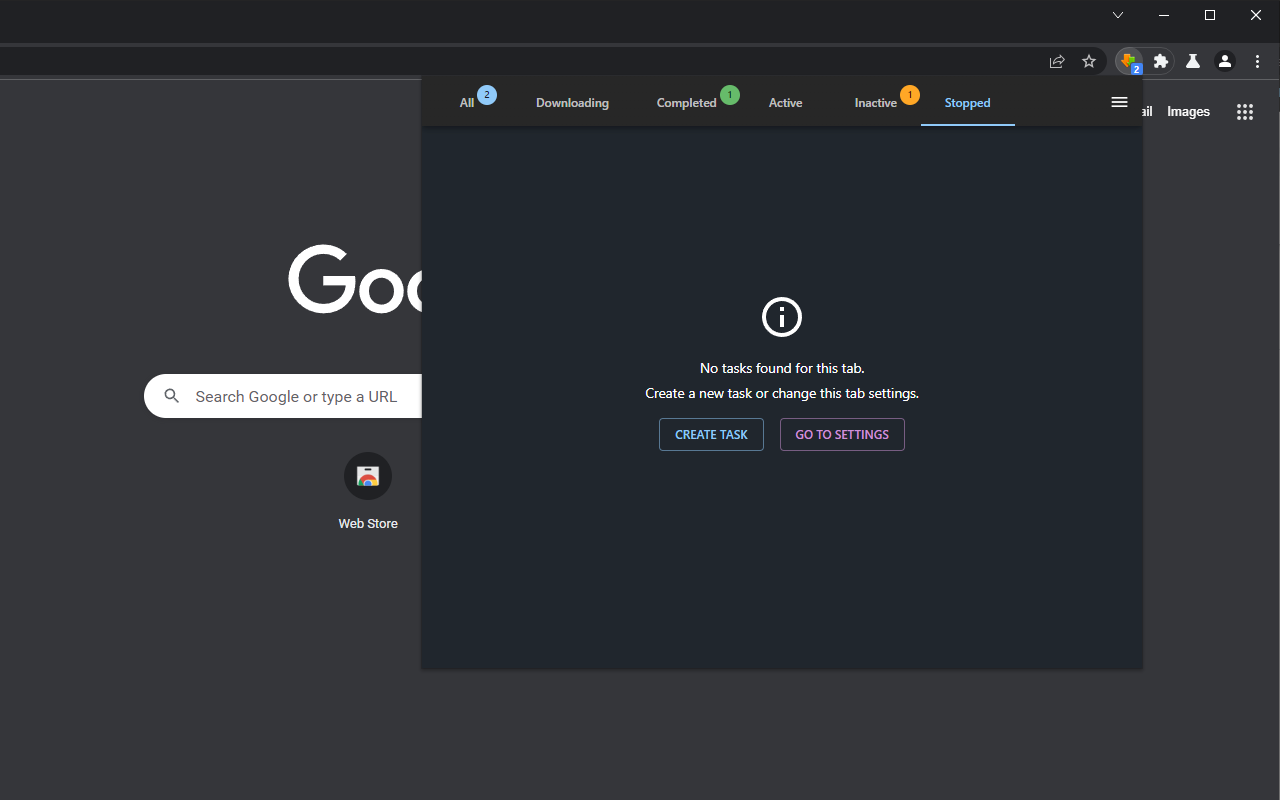 2
All 2 Downloading Completed 1 Active Inactive 1 Stopped
ail Images
Goo
No tasks found for this tab.
Create a new task or change this tab settings.
CREATE TASK GO TO SETTINGS
Search Google or type a URL
Web Store